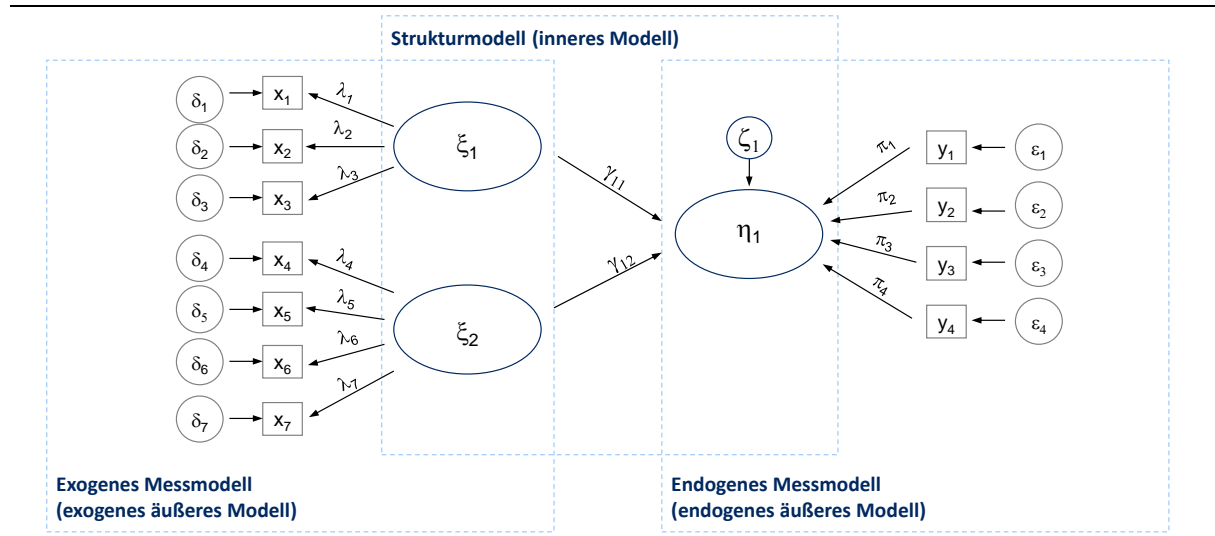 Strukturmodell (inneres Modell)
δ1 x1 λ1
δ2 x2 λ2
δ3 x3 λ3
ξ1
γ11
δ4 x4 λ4
δ5 x5 λ5
δ6 x6 λ6
δ7 x7 λ7
ξ2
γ12
ζ1
η1
π1 y1 ε1
π2 y2 ε2
π3 y3 ε3
π4 y4 ε4
Exogenes Messmodell
(exogenes äußeres Modell)
Endogenes Messmodell
(endogenes äußeres Modell)